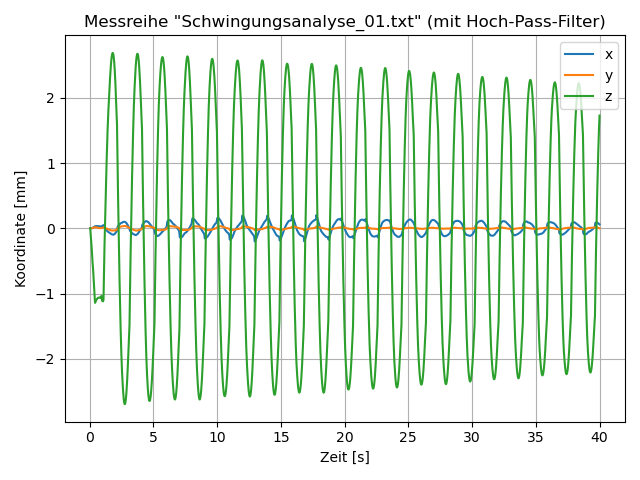 Messreihe "Schwingungsanalyse_01.txt" (mit Hoch-Pass-Filter)
x
y
z
Koordinate [mm]
2
1
0
−1
−2
0 5 10 15 20 25 30 35 40
Zeit [s]